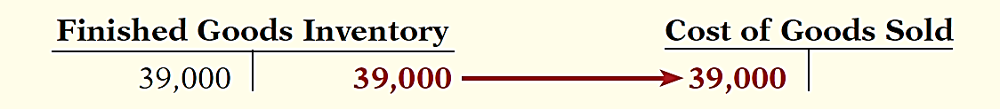 Finished Goods Inventory Cost of Goods Sold
39,000 39,000 39,000